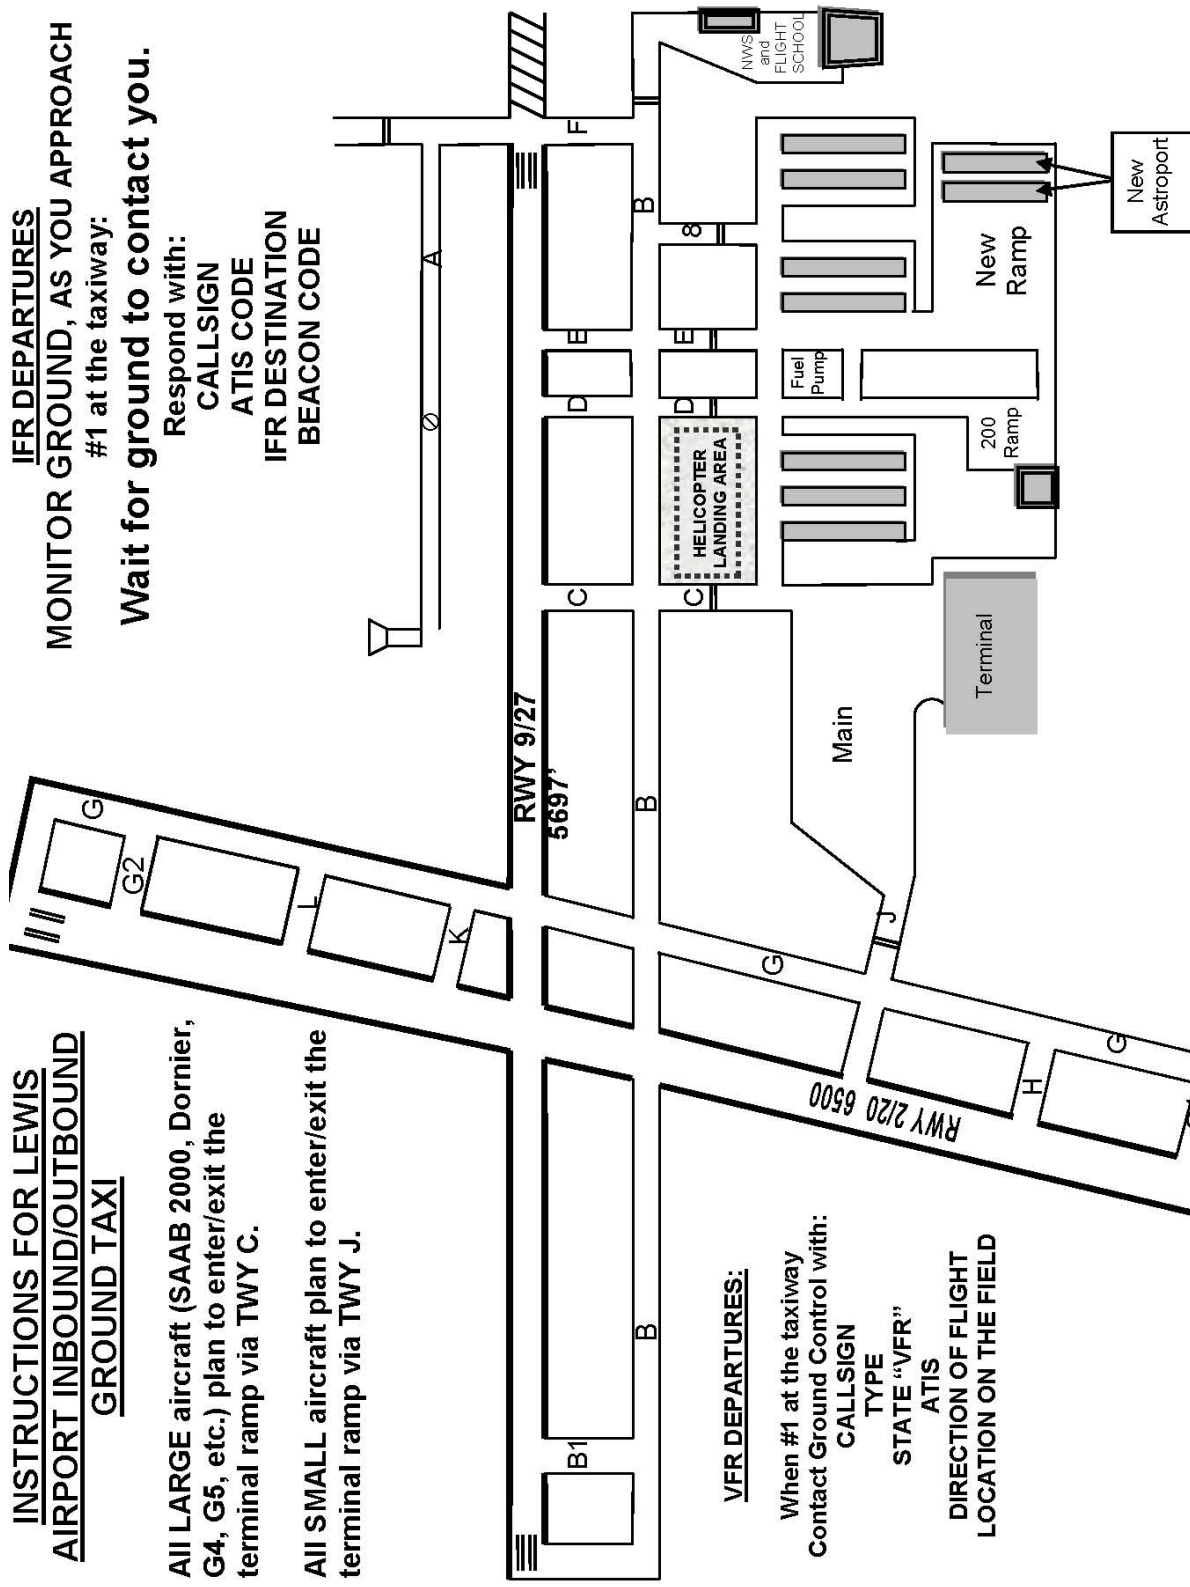 INSTRUCTIONS FOR LEWIS
AIRPORT INBOUND/OUTBOUND
GROUND TAXI
All LARGE aircraft (SAAB 2000, Dornier,
G4, G5, etc.) plan to enter/exit the
terminal ramp via TWY C.
All SMALL aircraft plan to enter/exit the
terminal ramp via TWY J.
IFR DEPARTURES
MONITOR GROUND, AS YOU APPROACH
#1 at the taxiway:
Wait for ground to contact you.
Respond with:
CALLSIGN
ATIS CODE
IFR DESTINATION
BEACON CODE
G
G2
L
K
A
RWY 9/27
5697'
B1
C
D
E
F
B
B
B
G
C
D
E
8
HELICOPTER
LANDING AREA
NWS
and
FLIGHT
SCHOOL
J
Main
Fuel
Pump
RWY 2/20 6500
H
G
Terminal
200
Ramp
New
Ramp
New
Astroport
VFR DEPARTURES:
When #1 at the taxiway
Contact Ground Control with:
CALLSIGN
TYPE
STATE “VFR”
ATIS
DIRECTION OF FLIGHT
LOCATION ON THE FIELD